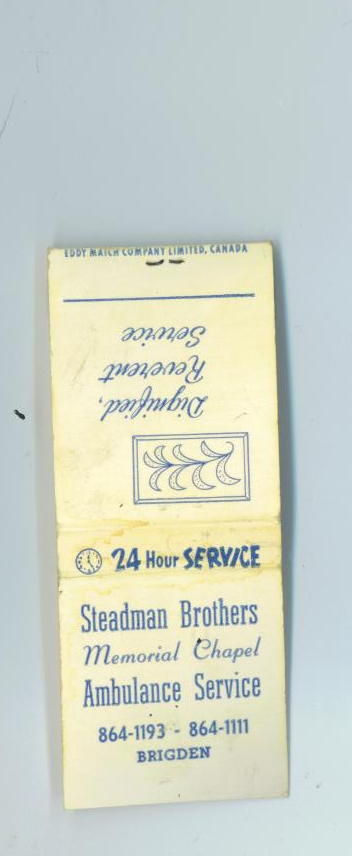 EDDY MATCH COMPANY LIMITED, CANADA
Dignified,
Reverent
Service
24 Hour SERVICE
Steadman Brothers
Memorial Chapel
Ambulance Service
864-1193 - 864-1111
BRIGDEN